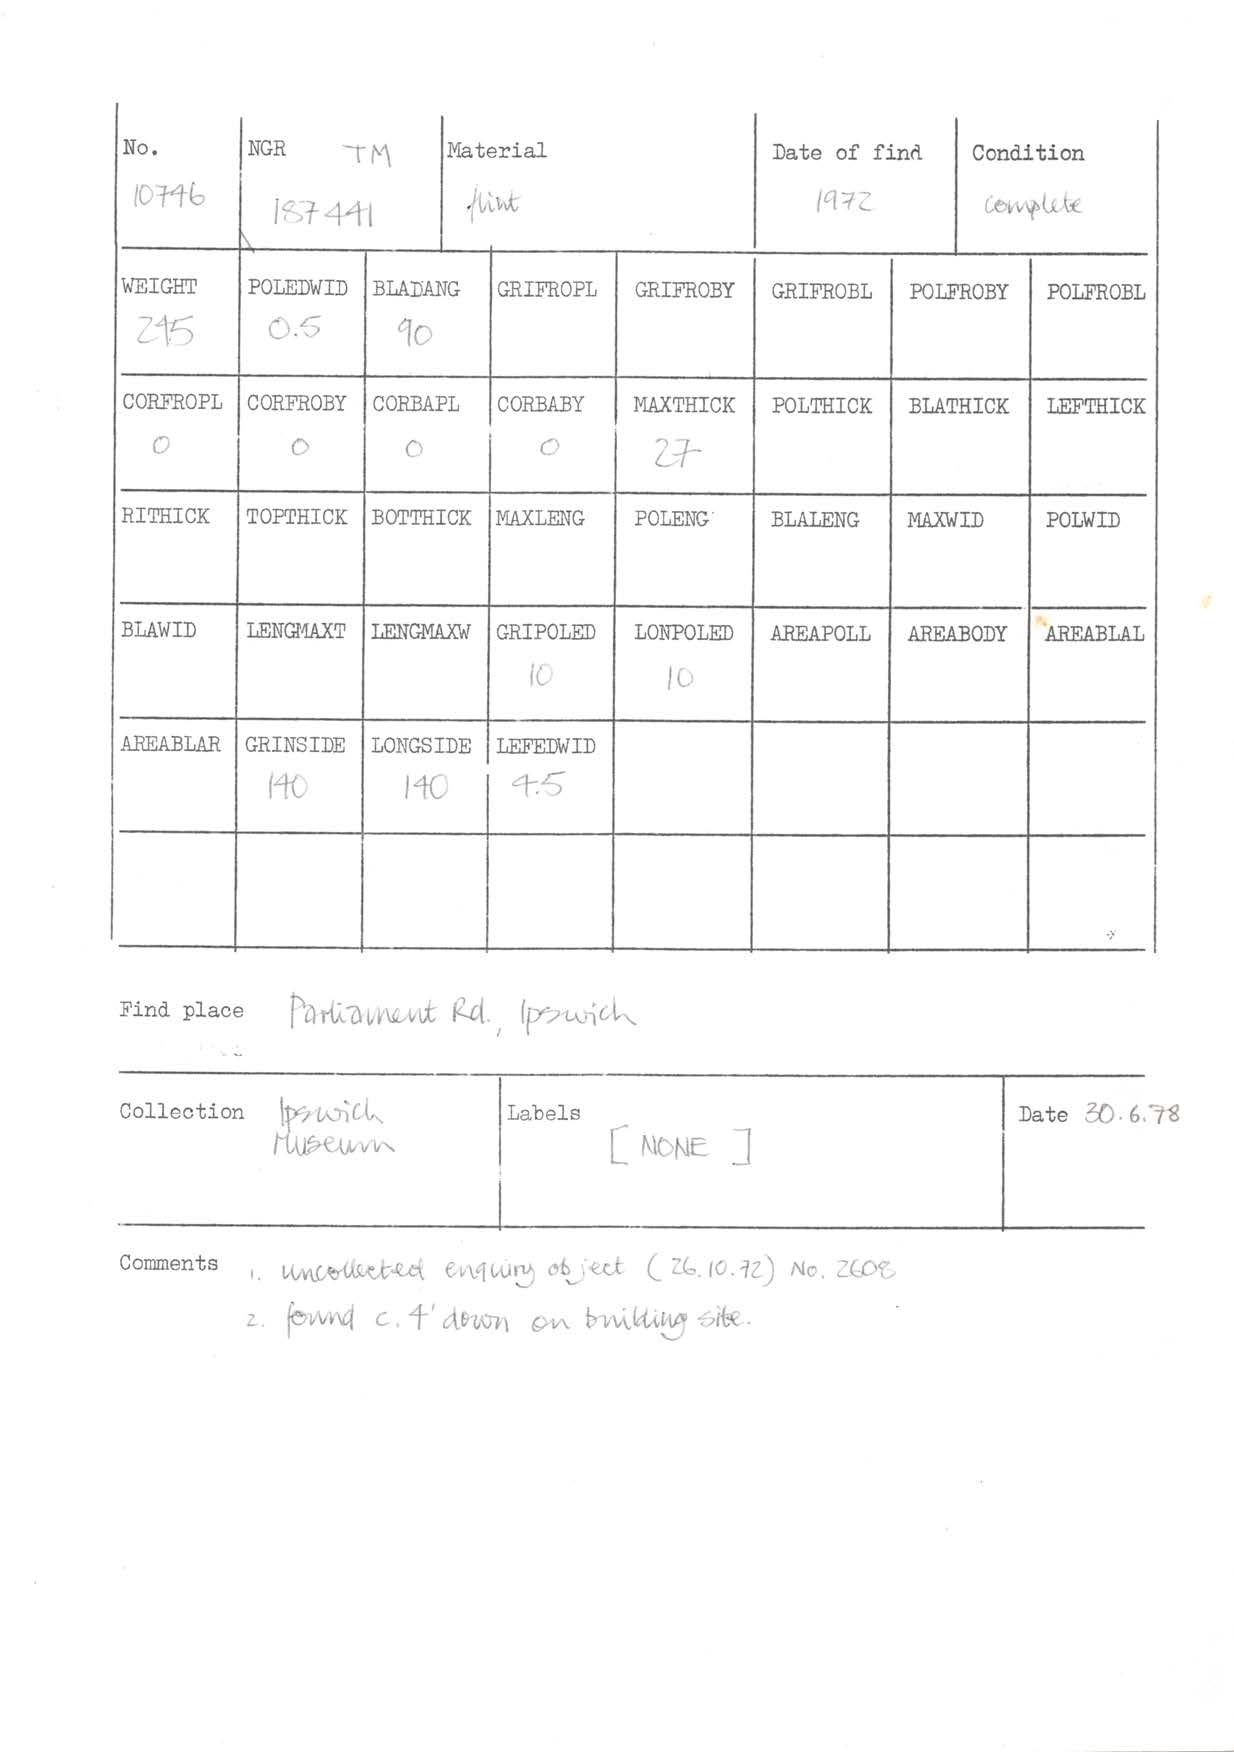 No. NGR TM Material Date of find Condition
10746 187441 flint 1972 complete
WEIGHT POLEDWID BLADANG GRIFROPL GRIFROBY GRIFROBL POLFROBY POLFROBL
245 0.5 90
CORFROPL CORFROBY CORBAPL CORBABY MAXTHICK POLTHICK BLATHICK LEFTHICK
0 0 0 0 27
RITHICK TOPTHICK BOTTHICK MAXLENG POLENG BLALENG MAXWID POLWID
BLAWID LENGMAXT LENGMAXW GRIPOLED LONPOLED AREAPOLL AREABODY AREABLAL
10 10
AREABLAR GRINSIDE LONGSIDE LEFEDWID
140 140 4.5
Find place Parliament Rd., Ipswich
Collection Ipswich Labels Date 30.6.78
Museum [NONE]
Comments 1. uncollected enquiry object (26.10.72) No. 2608
2. found c. 4' down on building site.